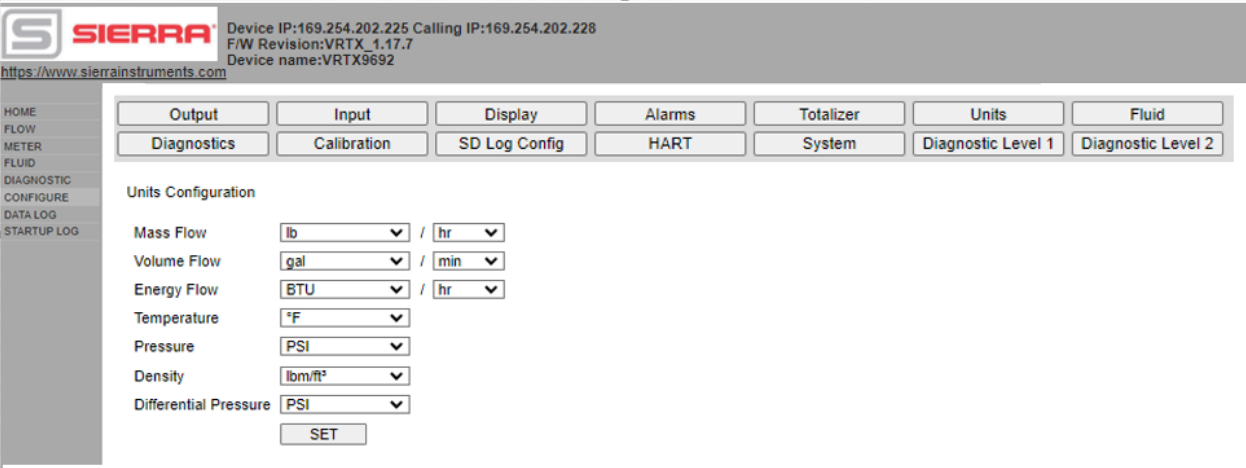 SIERRA
Device IP:169.254.202.225 Calling IP:169.254.202.228
F/W Revision:VRTX_1.17.7
Device name:VRTX9692
https://www.sierrainstruments.com
HOME
FLOW
METER
FLUID
DIAGNOSTIC
CONFIGURE
DATA LOG
STARTUP LOG
Output Input Display Alarms Totalizer Units Fluid
Diagnostics Calibration SD Log Config HART System Diagnostic Level 1 Diagnostic Level 2
Units Configuration
Mass Flow lb / hr
Volume Flow gal / min
Energy Flow BTU / hr
Temperature °F
Pressure PSI
Density lbm/ft³
Differential Pressure PSI
SET